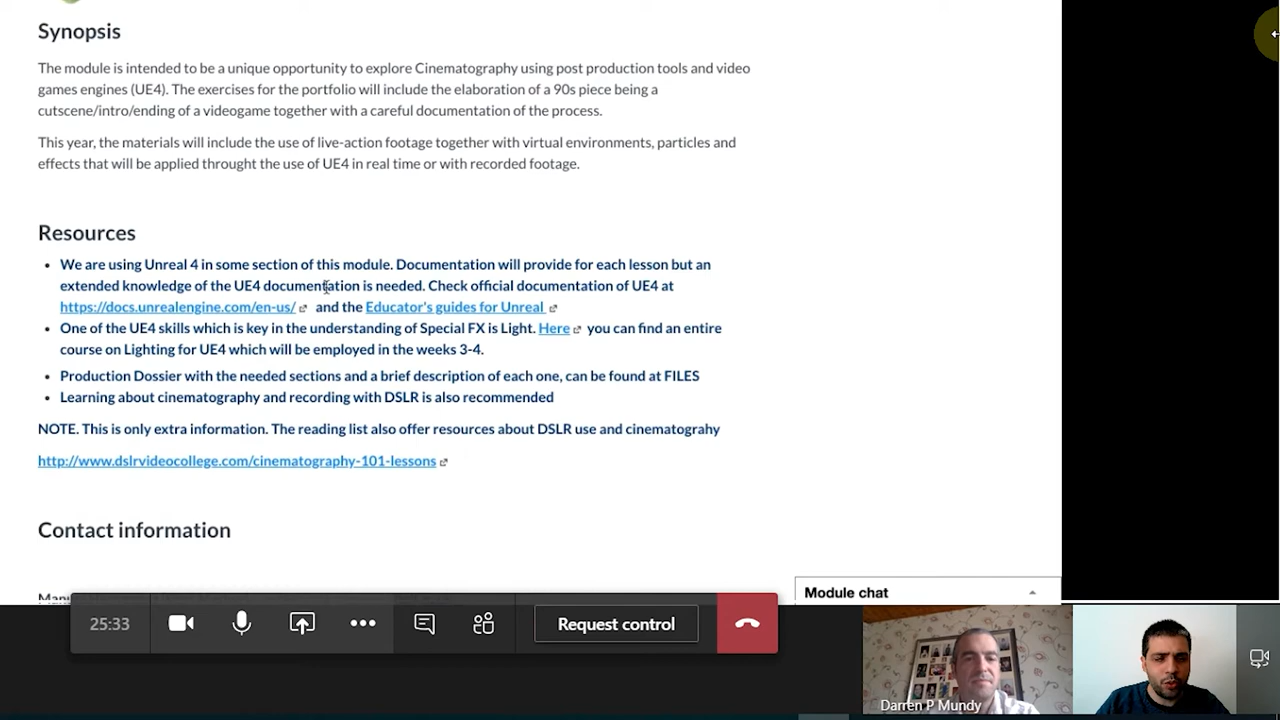 Synopsis
The module is intended to be a unique opportunity to explore Cinematography using post production tools and video
games engines (UE4). The exercises for the portfolio will include the elaboration of a 90s piece being a
cutscene/intro/ending of a videogame together with a careful documentation of the process.
This year, the materials will include the use of live-action footage together with virtual environments, particles and
effects that will be applied throught the use of UE4 in real time or with recorded footage.
Resources
• We are using Unreal 4 in some section of this module. Documentation will provide for each lesson but an
extended knowledge of the UE4 documentation is needed. Check official documentation of UE4 at
https://docs.unrealengine.com/en-us/ and the Educator's guides for Unreal
• One of the UE4 skills which is key in the understanding of Special FX is Light. Here you can find an entire
course on Lighting for UE4 which will be employed in the weeks 3-4.
• Production Dossier with the needed sections and a brief description of each one, can be found at FILES
• Learning about cinematography and recording with DSLR is also recommended
NOTE. This is only extra information. The reading list also offer resources about DSLR use and cinematograhy
http://www.dslrvideocollege.com/cinematography-101-lessons
Contact information
Module chat
25:33
Request control
Darren P Mundy